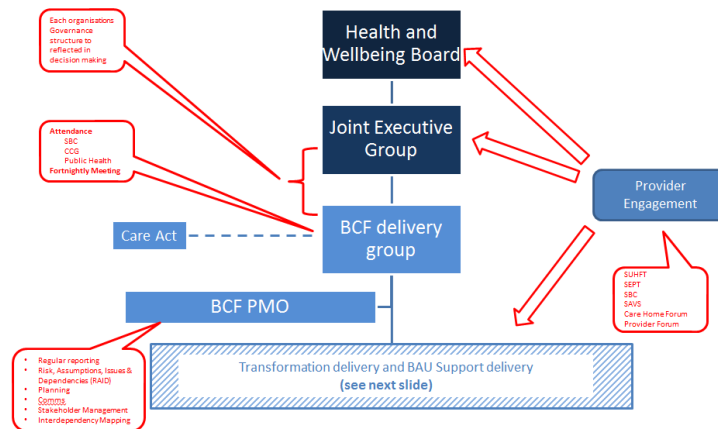 Each organisations
Governance
structure to
reflected in
decision making
Health and
Wellbeing Board
Attendance
SBC
CCG
Public Health
Fortnightly Meeting
Joint Executive
Group
Provider
Engagement
Care Act
BCF delivery
group
SUHFT
SEPT
SBC
SAVS
Care Home Forum
Provider Forum
BCF PMO
• Regular reporting
• Risk, Assumptions, Issues &
Dependencies (RAID)
• Planning
• Comms
• Stakeholder Management
• Interdependency Mapping
Transformation delivery and BAU Support delivery
(see next slide)